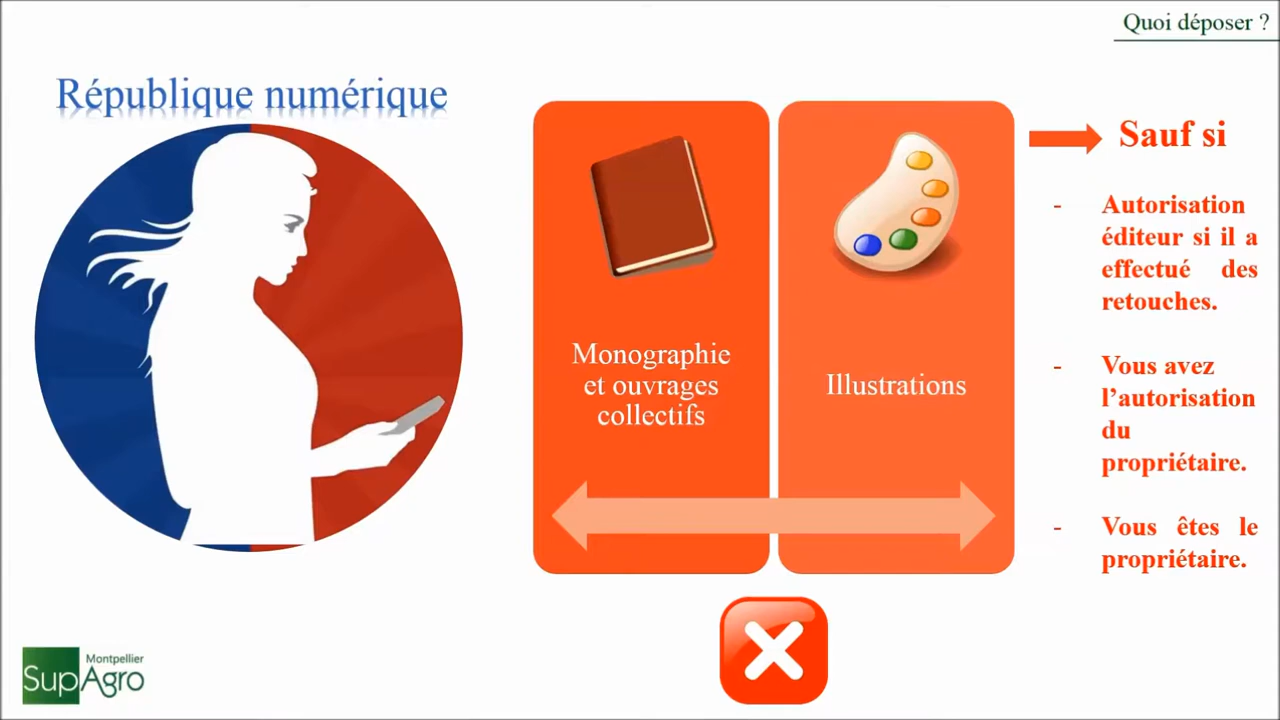 Quoi déposer ?
République numérique
Monographie
et ouvrages
collectifs
Illustrations
Sauf si
- Autorisation
éditeur si il a
effectué des
retouches.
- Vous avez
l’autorisation
du
propriétaire.
- Vous êtes le
propriétaire.
Montpellier
SupAgro